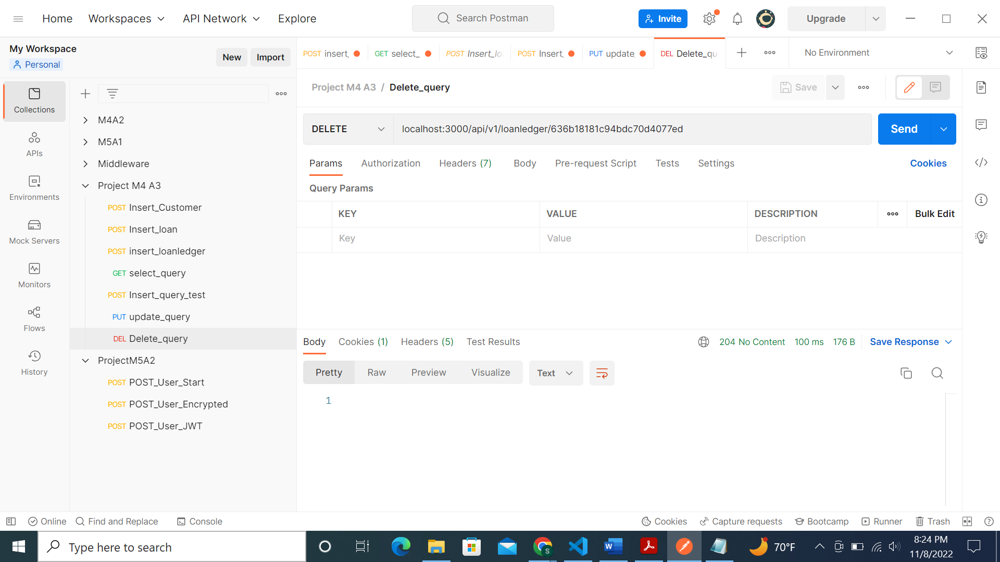 Home
Workspaces
API Network
Explore
Search Postman
Invite
Upgrade
My Workspace
Personal
New
Import
POST insert_
GET select_
POST Insert_lo
POST Insert_
PUT update_
DEL Delete_qu
No Environment
Project M4 A3 / Delete_query
Save
Collections
APIs
Environments
Mock Servers
Monitors
Flows
History
M4A2
M5A1
Middleware
Project M4 A3
POST Insert_Customer
POST Insert_loan
POST insert_loanledger
GET select_query
POST Insert_query_test
PUT update_query
DEL Delete_query
ProjectM5A2
POST POST_User_Start
POST POST_User_Encrypted
POST POST_User_JWT
DELETE
localhost:3000/api/v1/loanledger/636b18181c94bdc70d4077ed
Send
Params
Authorization
Headers (7)
Body
Pre-request Script
Tests
Settings
Cookies
Query Params
KEY
VALUE
DESCRIPTION
Bulk Edit
Key
Value
Description
Body
Cookies (1)
Headers (5)
Test Results
204 No Content
100 ms
176 B
Save Response
Pretty
Raw
Preview
Visualize
Text
1
Online
Find and Replace
Console
Cookies
Capture requests
Bootcamp
Runner
Trash
Type here to search
S
W
70°F
8:24 PM
11/8/2022